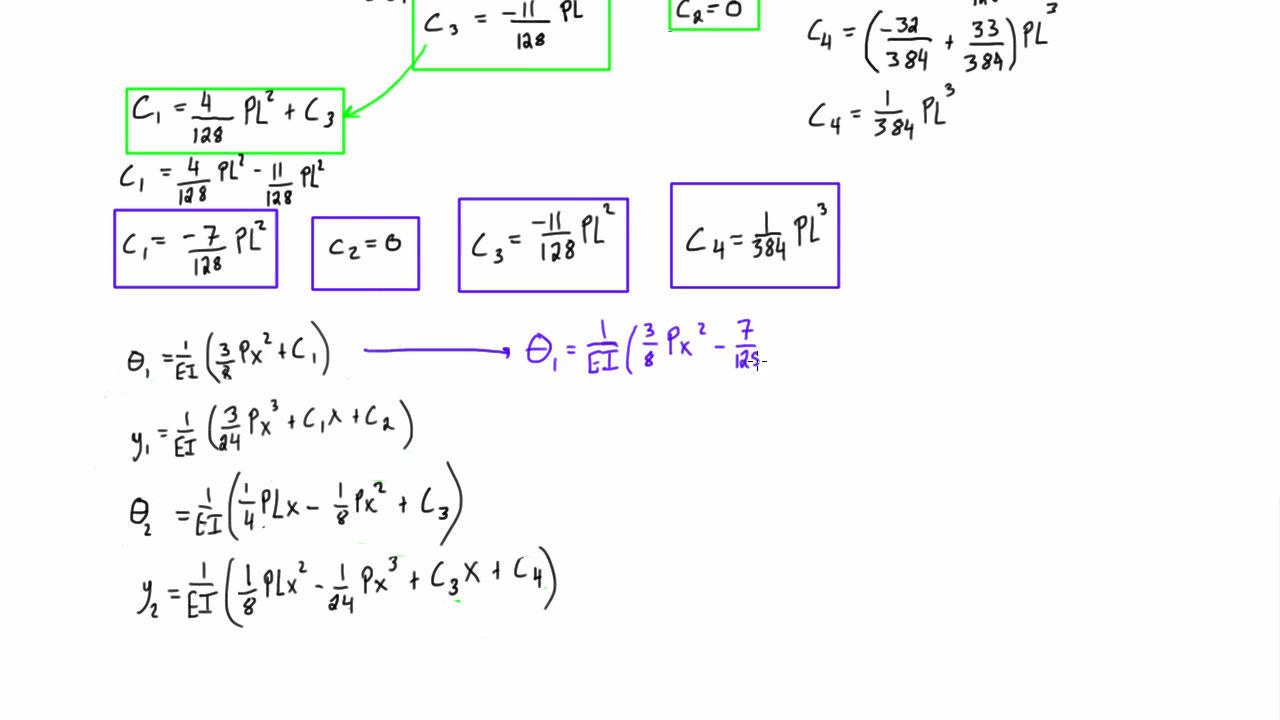 C₃ = -11/128 PL
C₂ = 0
C₄ = (-32/384 + 33/384) PL³
C₁ = 4/128 PL² + C₃
C₄ = 1/384 PL³
C₁ = 4/128 PL² - 11/128 PL²
C₁ = -7/128 PL²
C₂ = 0
C₃ = -11/128 PL²
C₄ = 1/384 PL³
θ₁ = 1/EI (3/8 Px² + C₁)
θ₁ = 1/EI (3/8 Px² - 7/128
y₁ = 1/EI (3/24 Px³ + C₁x + C₂)
θ₂ = 1/EI (1/4 PLx - 1/8 Px² + C₃)
y₂ = 1/EI (1/8 PLx² - 1/24 Px³ + C₃x + C₄)